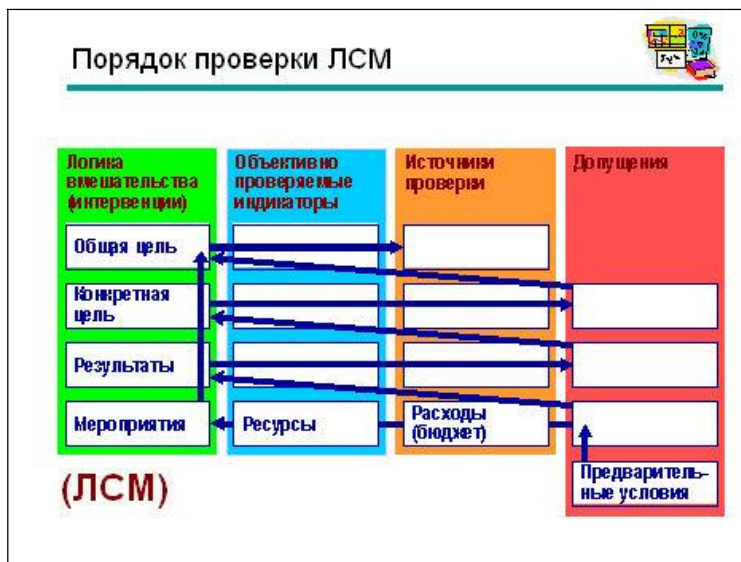 Порядок проверки ЛСМ
Логика
вмешательства
(интервенции)
Объективно
проверяемые
индикаторы
Источники
проверки
Допущения
Общая цель
Конкретная
цель
Результаты
Мероприятия
Ресурсы
Расходы
(бюджет)
Предваритель-
ные условия
(ЛСМ)